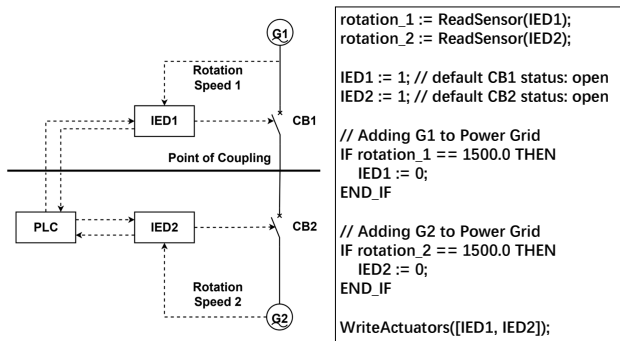 G1
Rotation
Speed 1
IED1
CB1
Point of Coupling
PLC
IED2
CB2
Rotation
Speed 2
G2
rotation_1 := ReadSensor(IED1);
rotation_2 := ReadSensor(IED2);
IED1 := 1; // default CB1 status: open
IED2 := 1; // default CB2 status: open
// Adding G1 to Power Grid
IF rotation_1 == 1500.0 THEN
IED1 := 0;
END_IF
// Adding G2 to Power Grid
IF rotation_2 == 1500.0 THEN
IED2 := 0;
END_IF
WriteActuators([IED1, IED2]);